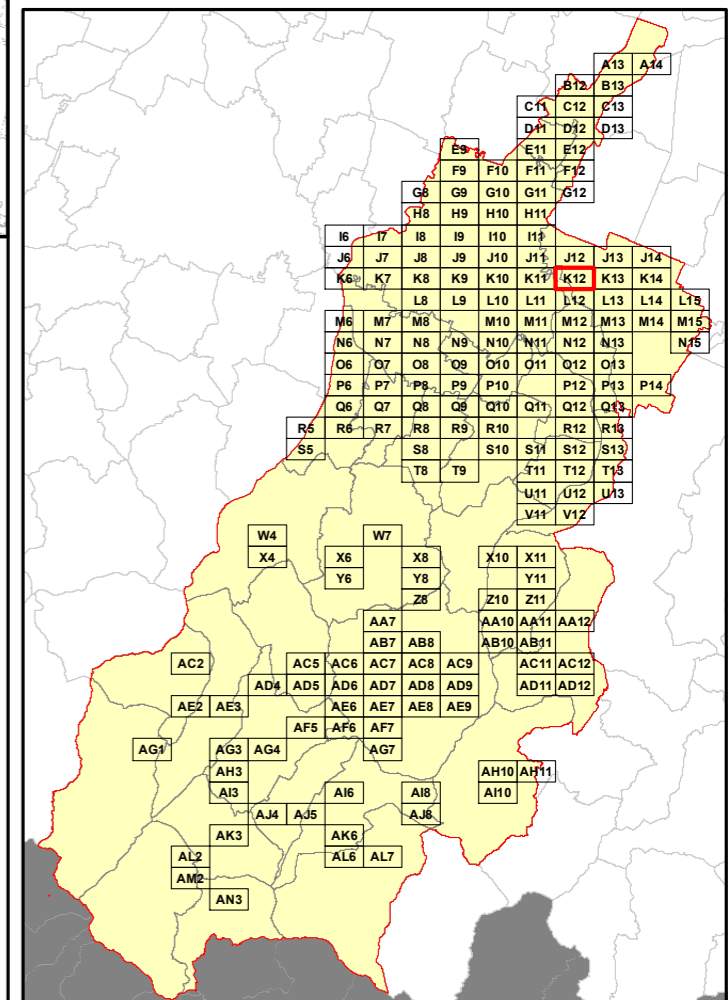 A13 A14
B12 B13
C11 C12 C13
D11 D12 D13
E9 E11 E12
F9 F10 F11 F12
G8 G9 G10 G11 G12
H8 H9 H10 H11
I6 I7 I8 I9 I10 I11
J6 J7 J8 J9 J10 J11 J12 J13 J14
K6 K7 K8 K9 K10 K11 K12 K13 K14
L8 L9 L10 L11 L12 L13 L14 L15
M6 M7 M8 M10 M11 M12 M13 M14 M15
N6 N7 N8 N9 N10 N11 N12 N13 N15
O6 O7 O8 O9 O10 O11 O12 O13
P6 P7 P8 P9 P10 P12 P13 P14
Q6 Q7 Q8 Q9 Q10 Q11 Q12 Q13
R5 R6 R7 R8 R9 R10 R12 R13
S5 S8 S10 S11 S12 S13
T8 T9 T11 T12 T13
U11 U12 U13
V11 V12
W4 W7
X4 X6 X8 X10 X11
Y6 Y8 Y11
Z8 Z10 Z11
AA7 AA10 AA11 AA12
AB7 AB8 AB10 AB11
AC2 AC5 AC6 AC7 AC8 AC9 AC11 AC12
AD4 AD5 AD6 AD7 AD8 AD9 AD11 AD12
AE2 AE3 AE6 AE7 AE8 AE9
AF5 AF6 AF7
AG1 AG3 AG4 AG7
AH3 AH10 AH11
AI3 AI6 AI8 AI10
AJ4 AJ5 AJ8
AK3 AK6
AL2 AL6 AL7
AM2
AN3